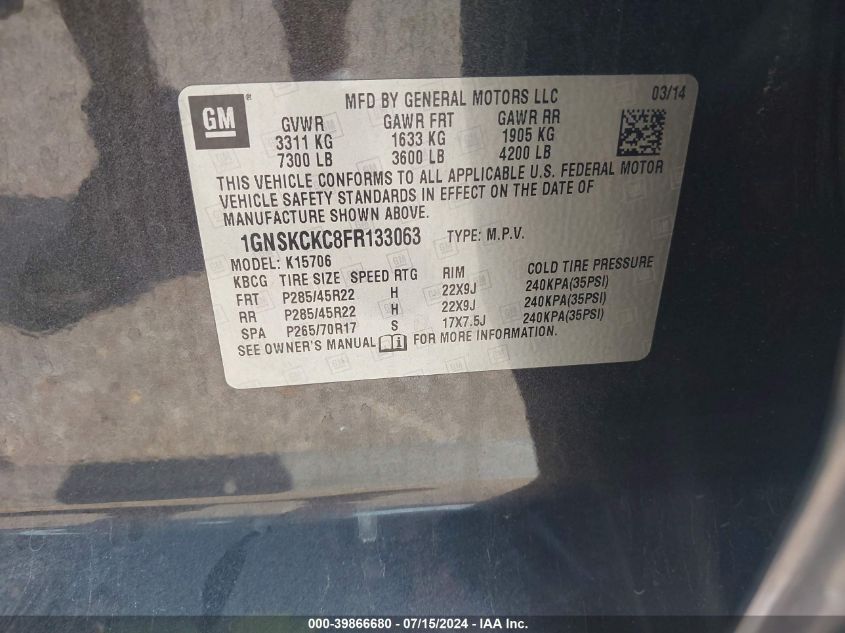 GM ® MFD BY GENERAL MOTORS LLC 03/14
GVWR GAWR FRT GAWR RR
3311 KG 1633 KG 1905 KG
7300 LB 3600 LB 4200 LB
THIS VEHICLE CONFORMS TO ALL APPLICABLE U.S. FEDERAL MOTOR
VEHICLE SAFETY STANDARDS IN EFFECT ON THE DATE OF
MANUFACTURE SHOWN ABOVE.
1GNSKCKC8FR133063 TYPE: M.P.V.
MODEL: K15706
KBCG TIRE SIZE SPEED RTG RIM COLD TIRE PRESSURE
FRT P285/45R22 H 22X9J 240KPA(35PSI)
RR P285/45R22 H 22X9J 240KPA(35PSI)
SPA P265/70R17 S 17X7.5J 240KPA(35PSI)
SEE OWNER'S MANUAL FOR MORE INFORMATION.
000-39866680 - 07/15/2024 - IAA Inc.